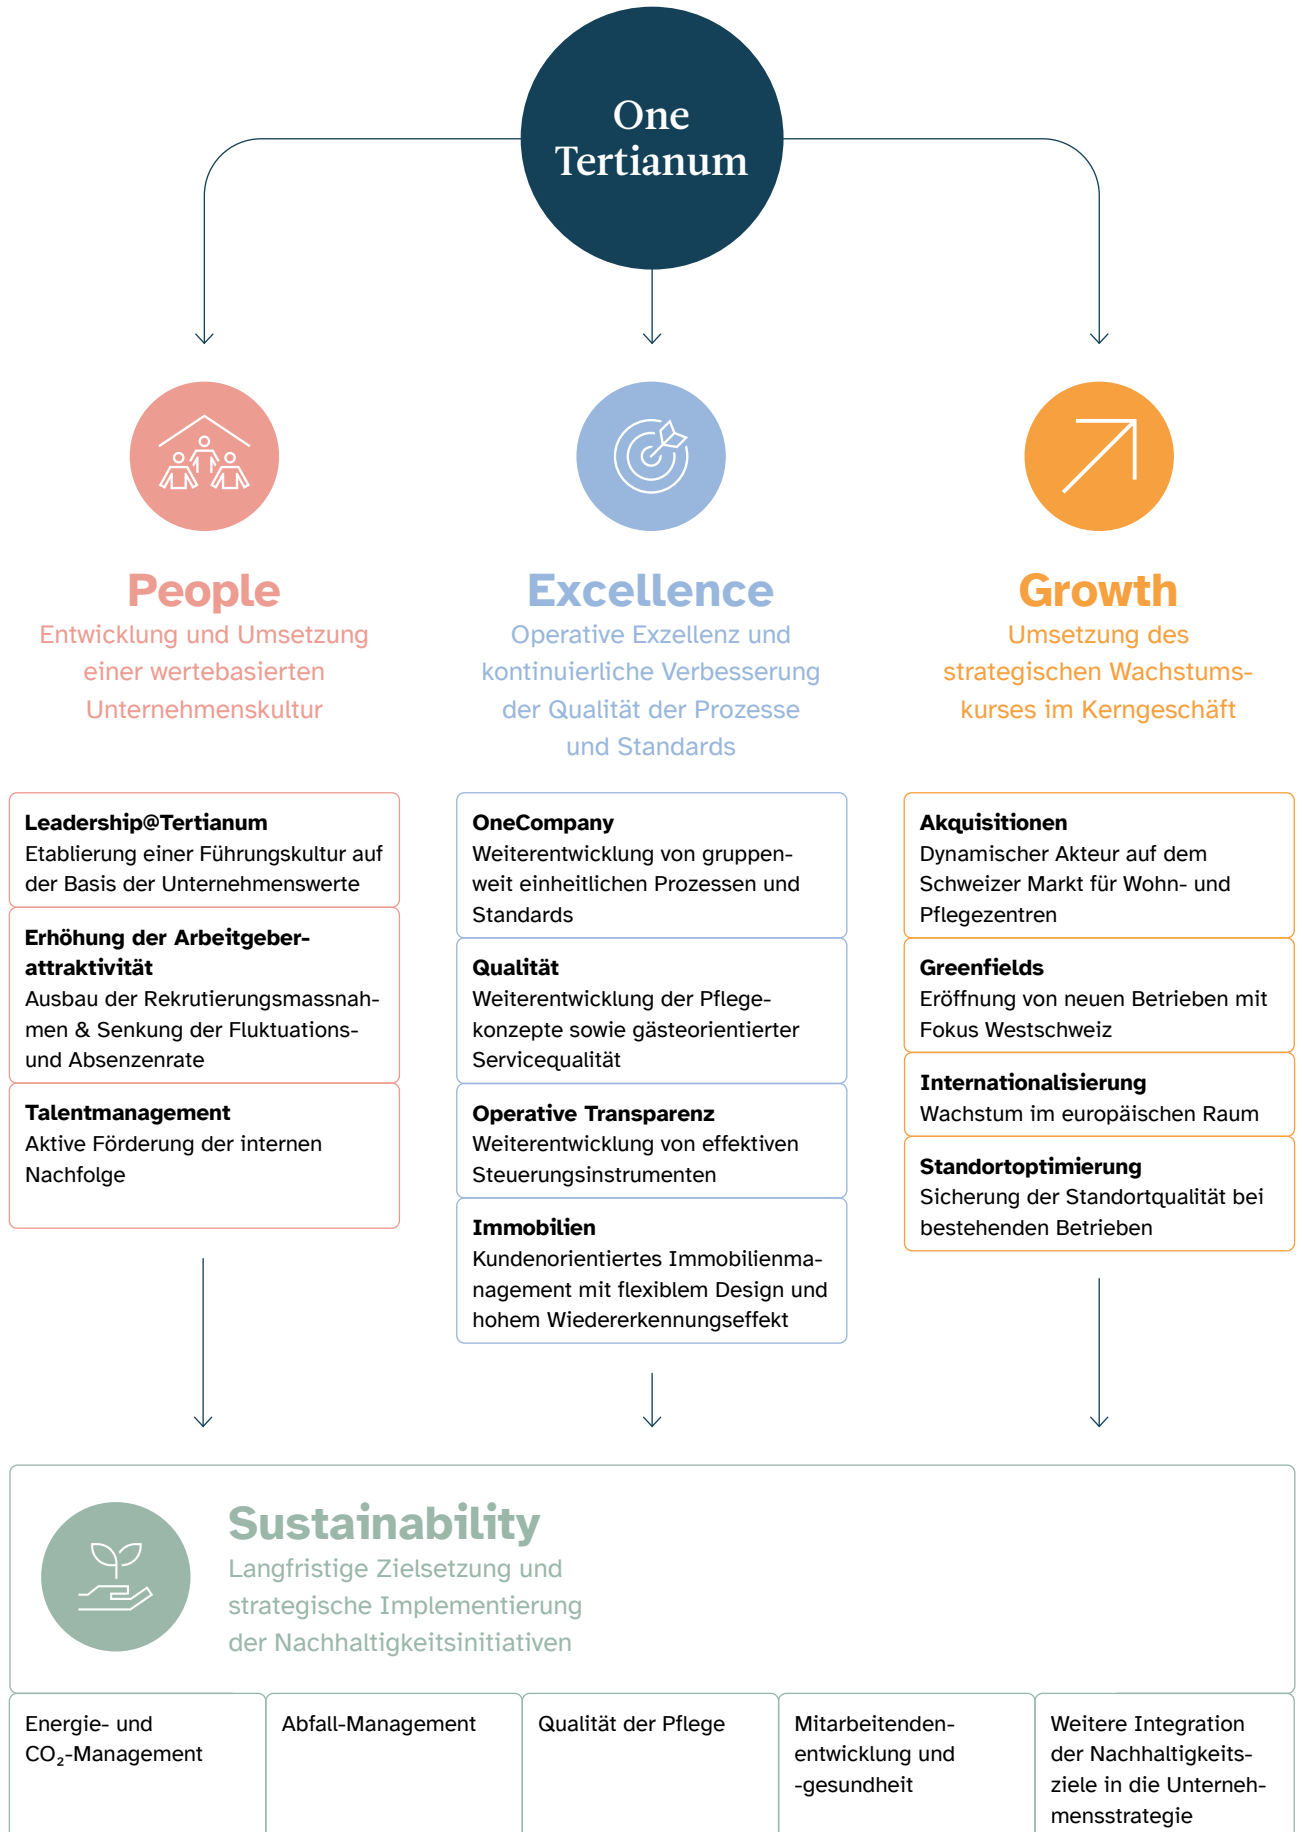 One
Tertianum
People
Entwicklung und Umsetzung
einer wertebasierten
Unternehmenskultur
Leadership@Tertianum
Etablierung einer Führungskultur auf
der Basis der Unternehmenswerte
Erhöhung der Arbeitgeber-
attraktivität
Ausbau der Rekrutierungsmassnah-
men & Senkung der Fluktuations-
und Absenzenrate
Talentmanagement
Aktive Förderung der internen
Nachfolge
Excellence
Operative Exzellenz und
kontinuierliche Verbesserung
der Qualität der Prozesse
und Standards
OneCompany
Weiterentwicklung von gruppen-
weit einheitlichen Prozessen und
Standards
Qualität
Weiterentwicklung der Pflege-
konzepte sowie gästeorientierter
Servicequalität
Operative Transparenz
Weiterentwicklung von effektiven
Steuerungsinstrumenten
Immobilien
Kundenorientiertes Immobilienma-
nagement mit flexiblem Design und
hohem Wiedererkennungseffekt
Growth
Umsetzung des
strategischen Wachstums-
kurses im Kerngeschäft
Akquisitionen
Dynamischer Akteur auf dem
Schweizer Markt für Wohn- und
Pflegezentren
Greenfields
Eröffnung von neuen Betrieben mit
Fokus Westschweiz
Internationalisierung
Wachstum im europäischen Raum
Standortoptimierung
Sicherung der Standortqualität bei
bestehenden Betrieben
Sustainability
Langfristige Zielsetzung und
strategische Implementierung
der Nachhaltigkeitsinitiativen
Energie- und
CO₂-Management
Abfall-Management
Qualität der Pflege
Mitarbeitenden-
entwicklung und
-gesundheit
Weitere Integration
der Nachhaltigkeits-
ziele in die Unterneh-
mensstrategie